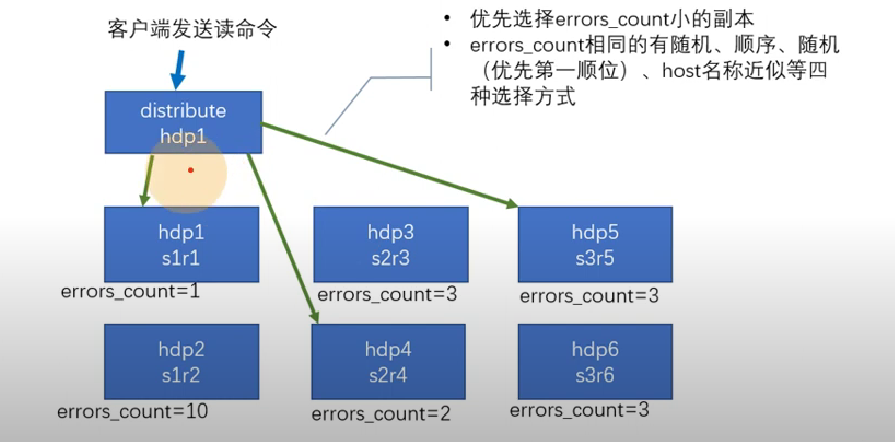 客户端发送读命令
• 优先选择errors_count小的副本
• errors_count相同的有随机、顺序、随机
（优先第一顺位）、host名称近似等四
种选择方式
distribute
hdp1
hdp1
s1r1
errors_count=1
hdp3
s2r3
errors_count=3
hdp5
s3r5
errors_count=3
hdp2
s1r2
errors_count=10
hdp4
s2r4
errors_count=2
hdp6
s3r6
errors_count=3